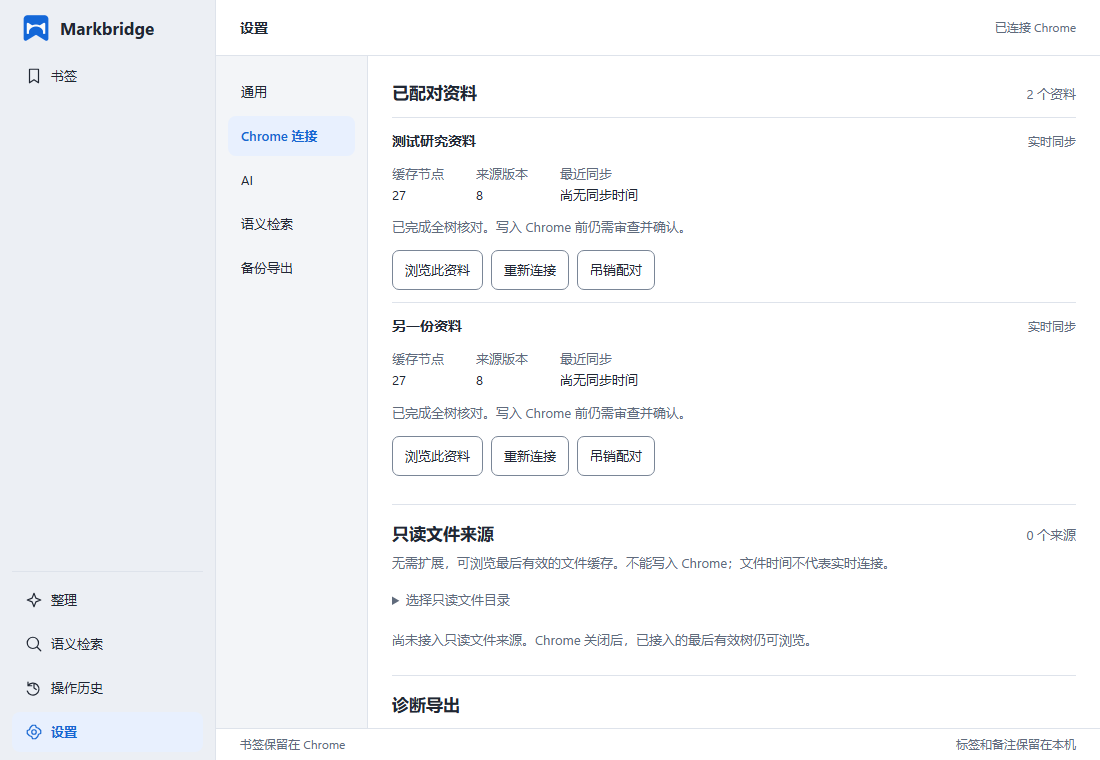 Markbridge
书签
整理
语义检索
操作历史
设置
设置
已连接 Chrome
通用
Chrome 连接
AI
语义检索
备份导出
已配对资料
2 个资料
测试研究资料
实时同步
缓存节点 来源版本 最近同步
27 8 尚无同步时间
已完成全树核对。写入 Chrome 前仍需审查并确认。
浏览此资料 重新连接 吊销配对
另一份资料
实时同步
缓存节点 来源版本 最近同步
27 8 尚无同步时间
已完成全树核对。写入 Chrome 前仍需审查并确认。
浏览此资料 重新连接 吊销配对
只读文件来源
0 个来源
无需扩展，可浏览最后有效的文件缓存。不能写入 Chrome；文件时间不代表实时连接。
选择只读文件目录
尚未接入只读文件来源。Chrome 关闭后，已接入的最后有效树仍可浏览。
诊断导出
书签保留在 Chrome
标签和备注保留在本机